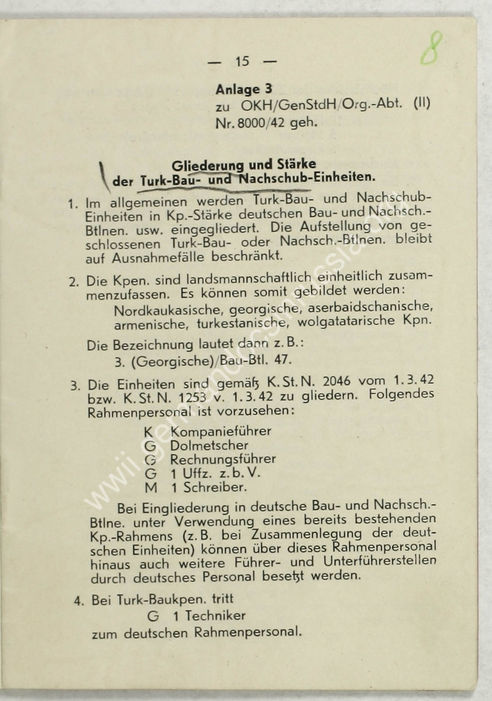 — 15 —
8
Anlage 3
zu OKH/GenStdH/Org.-Abt. (II)
Nr. 8000/42 geh.
Gliederung und Stärke
der Turk-Bau- und Nachschub-Einheiten.
1. Im allgemeinen werden Turk-Bau- und Nachschub-
Einheiten in Kp.-Stärke deutschen Bau- und Nachsch.-
Btlnen. usw. eingegliedert. Die Aufstellung von ge-
schlossenen Turk-Bau- oder Nachsch.-Btlnen. bleibt
auf Ausnahmefälle beschränkt.
2. Die Kpen. sind landsmannschaftlich einheitlich zusam-
menzufassen. Es können somit gebildet werden:
Nordkaukasische, georgische, aserbaidschanische,
armenische, turkestanische, wolgatatarische Kpn.
Die Bezeichnung lautet dann z. B.:
3. (Georgische)/Bau-Btl. 47.
3. Die Einheiten sind gemäß K. St. N. 2046 vom 1. 3. 42
bzw. K. St. N. 1253 v. 1. 3. 42 zu gliedern. Folgendes
Rahmenpersonal ist vorzusehen:
K Kompanieführer
G Dolmetscher
G Rechnungsführer
G 1 Uffz. z. b. V.
M 1 Schreiber.
Bei Eingliederung in deutsche Bau- und Nachsch.-
Btlne. unter Verwendung eines bereits bestehenden
Kp.-Rahmens (z. B. bei Zusammenlegung der deut-
schen Einheiten) können über dieses Rahmenpersonal
hinaus auch weitere Führer- und Unterführerstellen
durch deutsches Personal besetzt werden.
4. Bei Turk-Baukpen. tritt
G 1 Techniker
zum deutschen Rahmenpersonal.